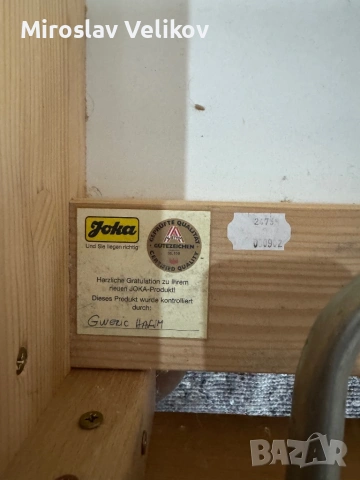 Miroslav Velikov
Joka
Und Sie liegen richtig
GEPRÜFTE QUALITÄT
GÜTEZEICHEN
CERTIFIED QUALITY
Herzliche Gratulation zu Ihrem
neuen JOKA-Produkt!
Dieses Produkt wurde kontrolliert
durch:
BAZAR